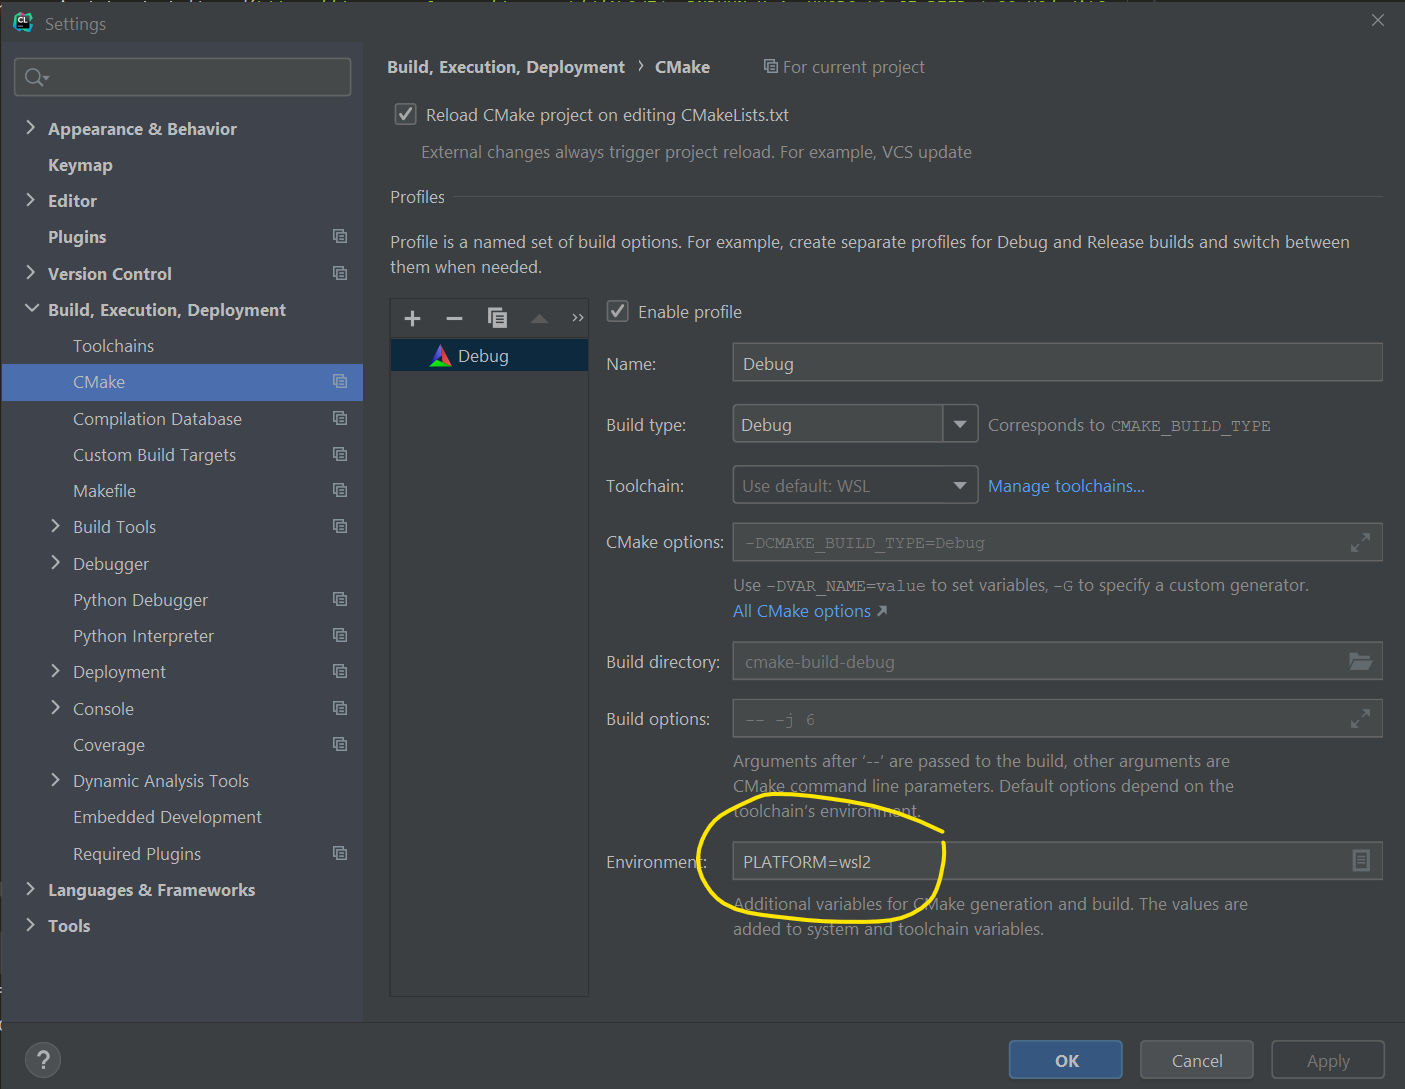 Settings
Build, Execution, Deployment › CMake
For current project
Reload CMake project on editing CMakeLists.txt
External changes always trigger project reload. For example, VCS update
Profiles
Profile is a named set of build options. For example, create separate profiles for Debug and Release builds and switch between
them when needed.
Appearance & Behavior
Keymap
Editor
Plugins
Version Control
Build, Execution, Deployment
Toolchains
CMake
Compilation Database
Custom Build Targets
Makefile
Build Tools
Debugger
Python Debugger
Python Interpreter
Deployment
Console
Coverage
Dynamic Analysis Tools
Embedded Development
Required Plugins
Languages & Frameworks
Tools
Debug
Enable profile
Name: Debug
Build type: Debug Corresponds to CMAKE_BUILD_TYPE
Toolchain: Use default: WSL Manage toolchains...
CMake options: -DCMAKE_BUILD_TYPE=Debug
Use -DVAR_NAME=value to set variables, -G to specify a custom generator.
All CMake options ↗
Build directory: cmake-build-debug
Build options: -- -j 6
Arguments after '--' are passed to the build, other arguments are
CMake command line parameters. Default options depend on the
toolchain's environment.
Environment: PLATFORM=wsl2
Additional variables for CMake generation and build. The values are
added to system and toolchain variables.
?
OK
Cancel
Apply